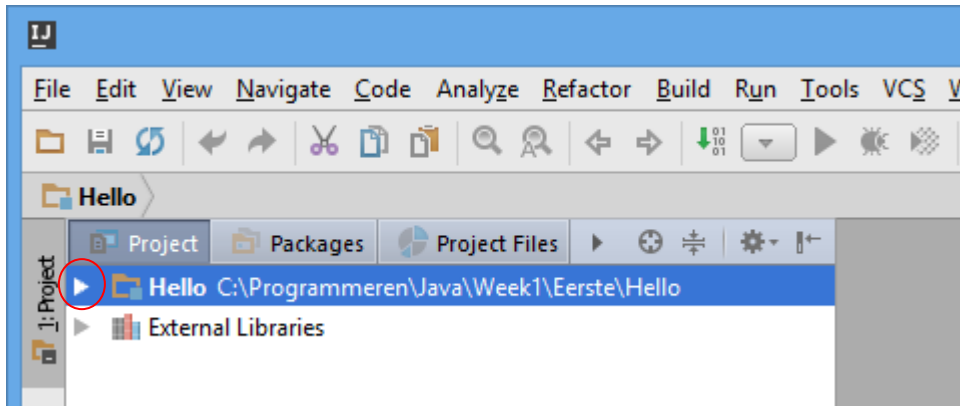 IJ
File Edit View Navigate Code Analyze Refactor Build Run Tools VCS W
Hello
Project Packages Project Files
1: Project
Hello C:\Programmeren\Java\Week1\Eerste\Hello
External Libraries